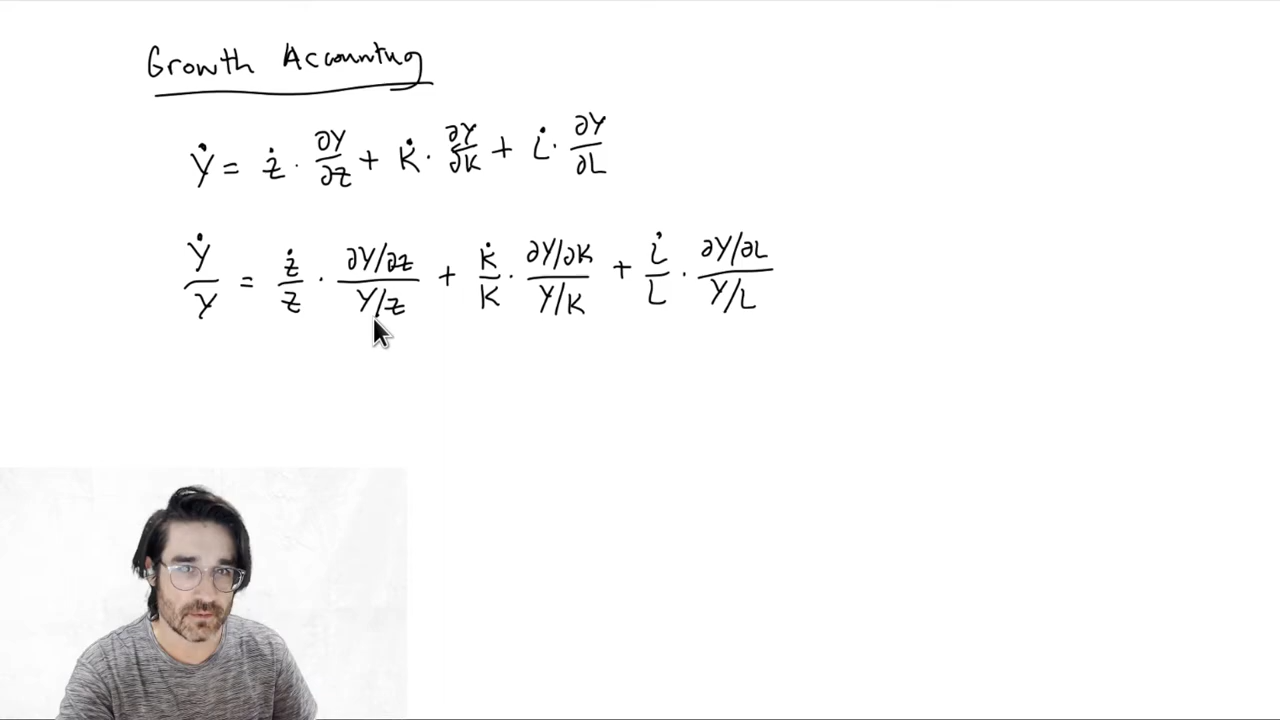 Growth Accounting
Ẏ = ż · ∂Y/∂z + K̇ · ∂Y/∂K + L̇ · ∂Y/∂L
Ẏ/Y = ż/z · (∂Y/∂z)/(Y/z) + K̇/K · (∂Y/∂K)/(Y/K) + L̇/L · (∂Y/∂L)/(Y/L)